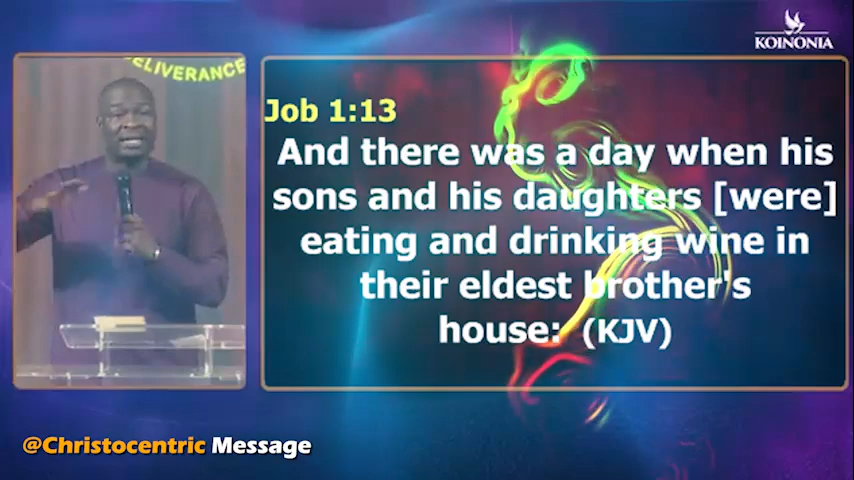 DELIVERANCE
KOINONIA
Job 1:13
And there was a day when his
sons and his daughters [were]
eating and drinking wine in
their eldest brother's
house: (KJV)
@Christocentric Message